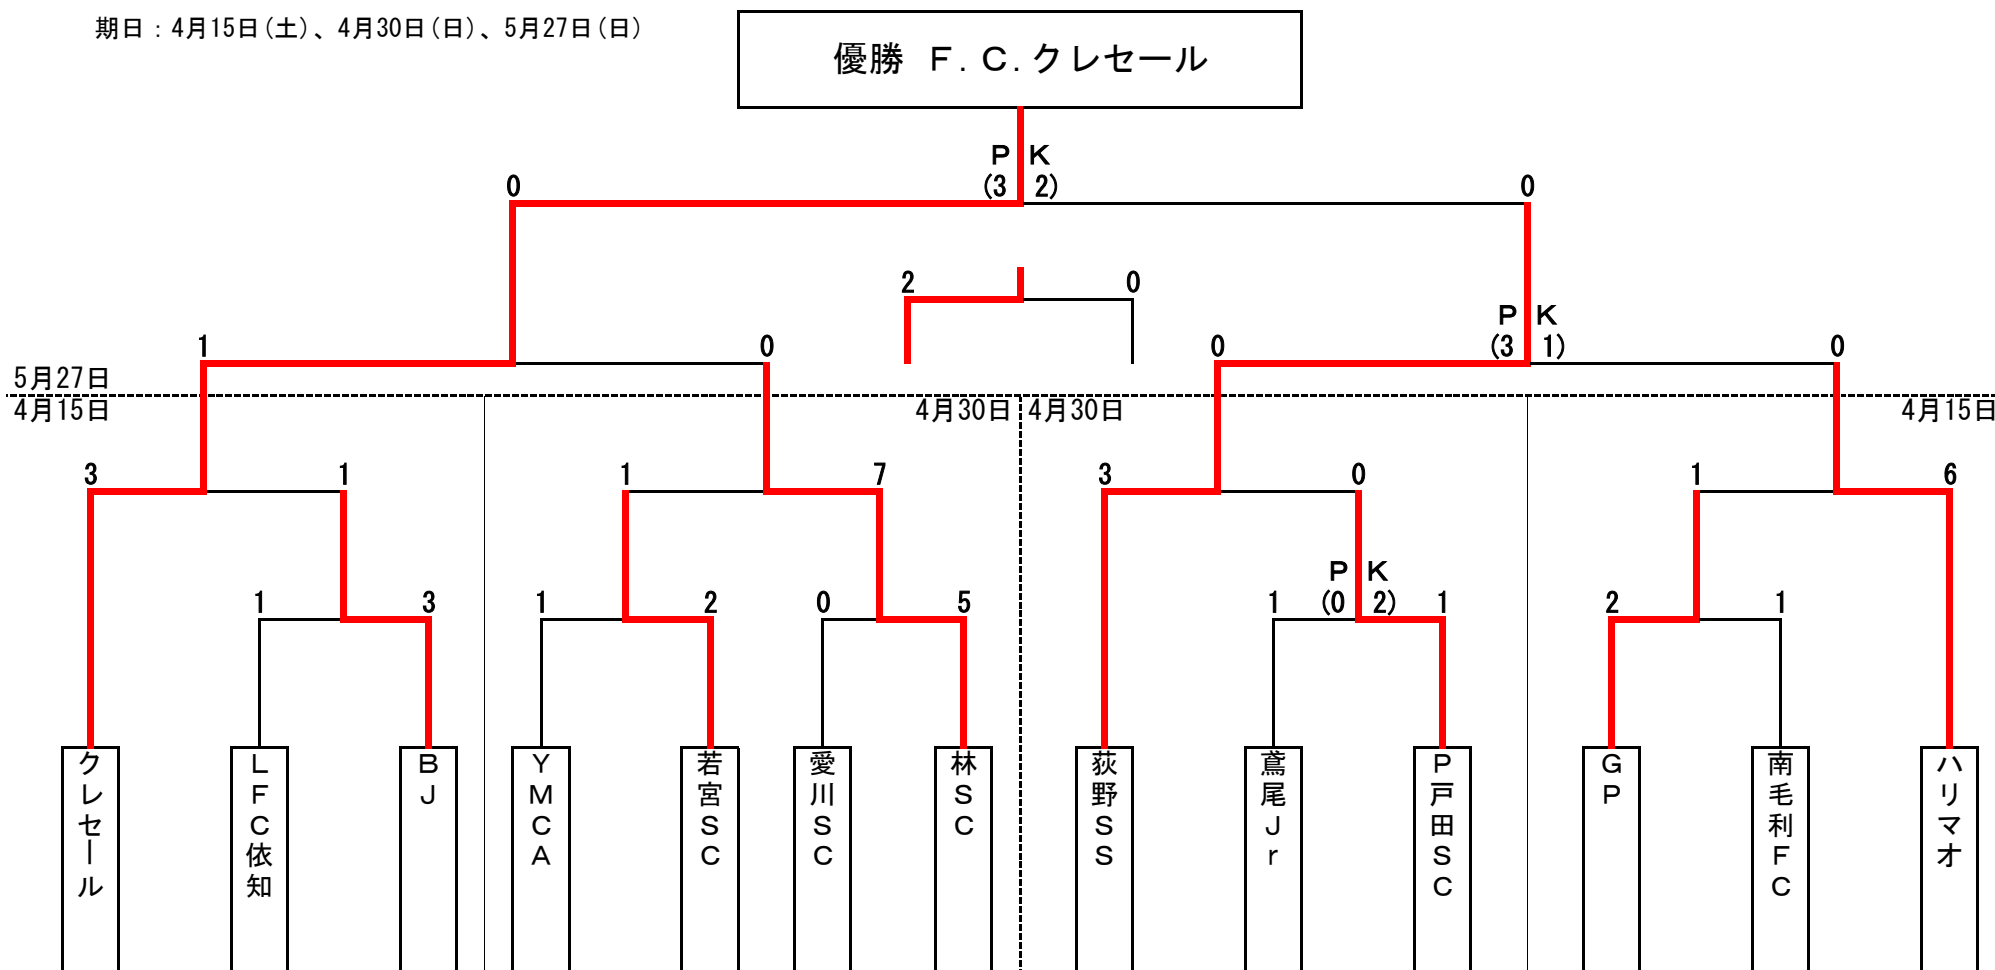 期日：4月15日(土)、4月30日(日)、5月27日(日)
優勝 Ｆ.Ｃ.クレセール
Ｐ Ｋ
0 (3 2) 0
2 0
Ｐ Ｋ
1 0 0 (3 1) 0
5月27日
4月15日 4月30日 4月30日 4月15日
3 1 1 7 3 0 1 6
Ｐ Ｋ
1 3 1 2 0 5 1 (0 2) 1 2 1
クレセール
ＬＦＣ依知
ＢＪ
ＹＭＣＡ
若宮ＳＣ
愛川ＳＣ
林ＳＣ
荻野ＳＳ
鳶尾Ｊｒ
Ｐ戸田ＳＣ
ＧＰ
南毛利ＦＣ
ハリマオ